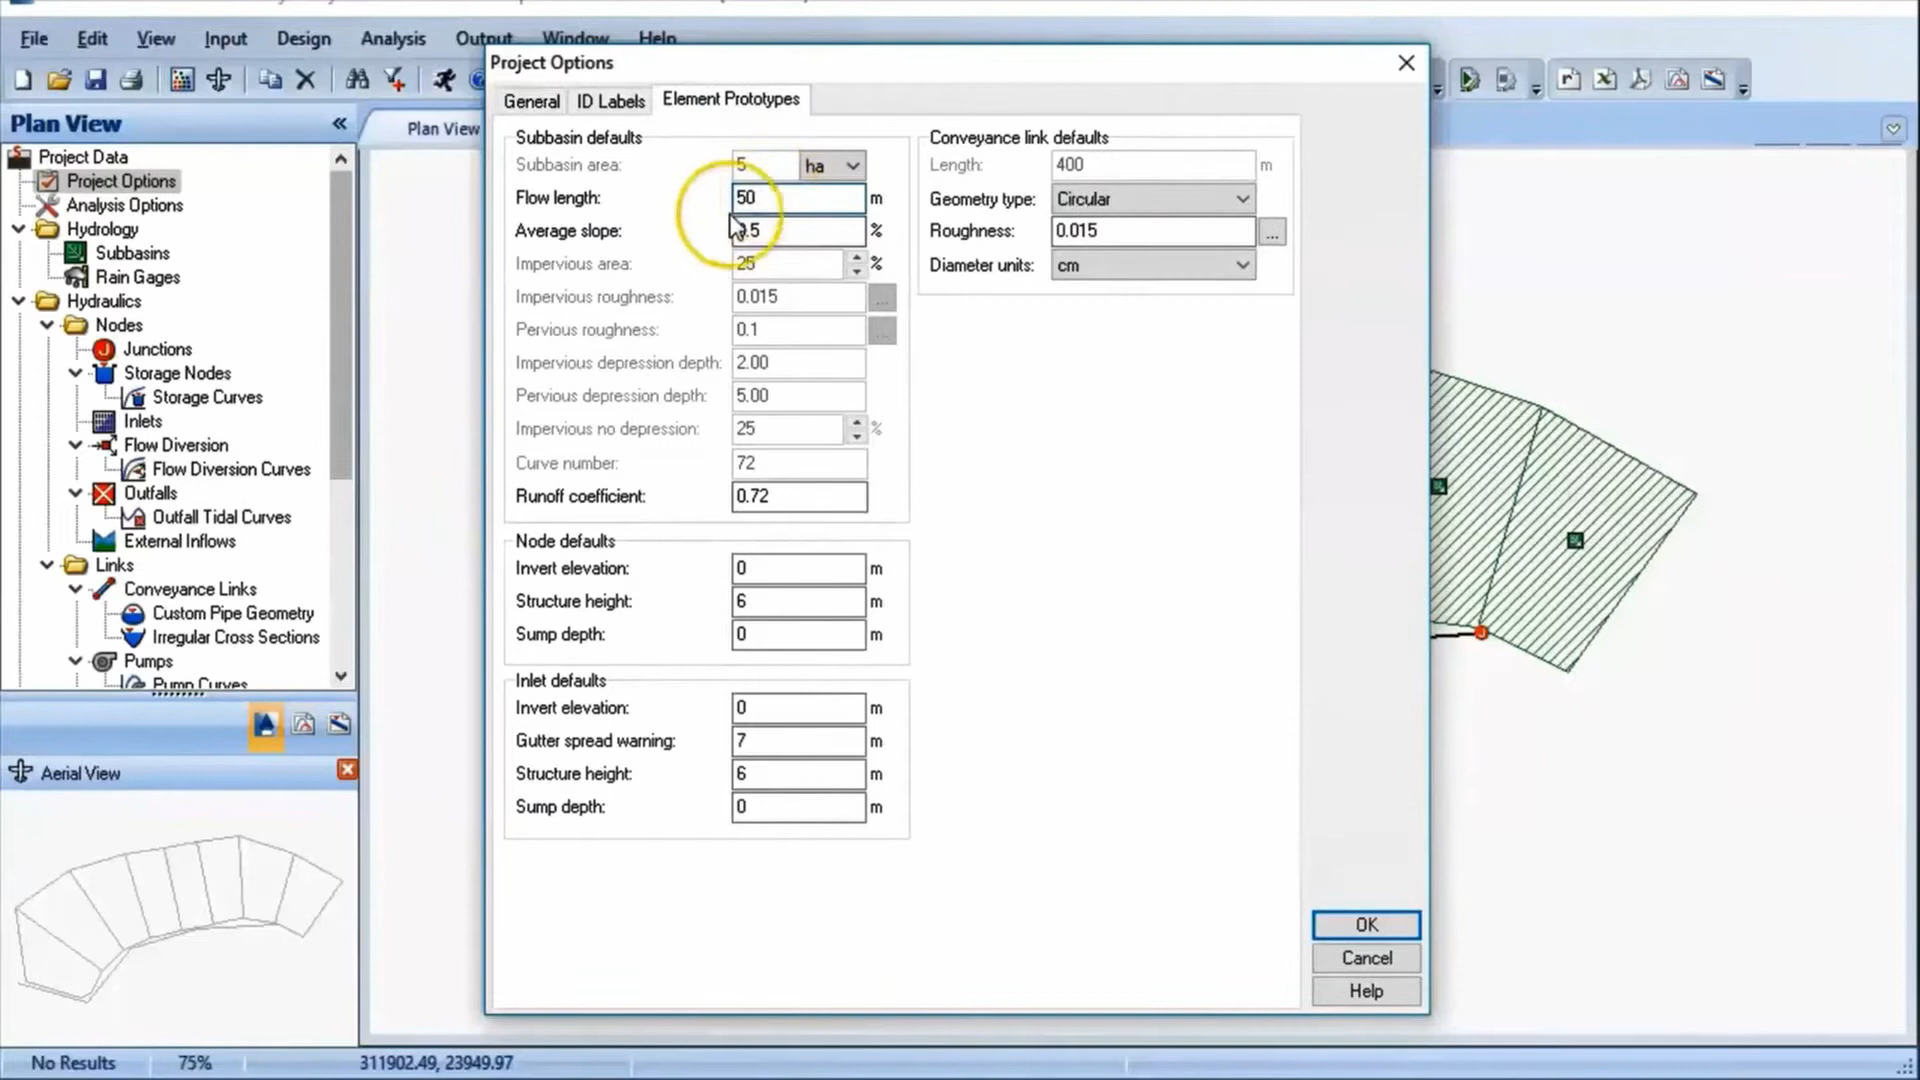 File Edit View Input Design Analysis Output Window Help
Plan View
Project Data
Project Options
Analysis Options
Hydrology
Subbasins
Rain Gages
Hydraulics
Nodes
Junctions
Storage Nodes
Storage Curves
Inlets
Flow Diversion
Flow Diversion Curves
Outfalls
Outfall Tidal Curves
External Inflows
Links
Conveyance Links
Custom Pipe Geometry
Irregular Cross Sections
Pumps
Pump Curves
Aerial View
Plan View
Project Options
General ID Labels Element Prototypes
Subbasin defaults
Subbasin area: 5 ha
Flow length: 50 m
Average slope: .5 %
Impervious area: 25 %
Impervious roughness: 0.015 ...
Pervious roughness: 0.1 ...
Impervious depression depth: 2.00
Pervious depression depth: 5.00
Impervious no depression: 25 %
Curve number: 72
Runoff coefficient: 0.72
Node defaults
Invert elevation: 0 m
Structure height: 6 m
Sump depth: 0 m
Inlet defaults
Invert elevation: 0 m
Gutter spread warning: 7 m
Structure height: 6 m
Sump depth: 0 m
Conveyance link defaults
Length: 400 m
Geometry type: Circular
Roughness: 0.015 ...
Diameter units: cm
OK
Cancel
Help
J
No Results 75% 311902.49, 23949.97